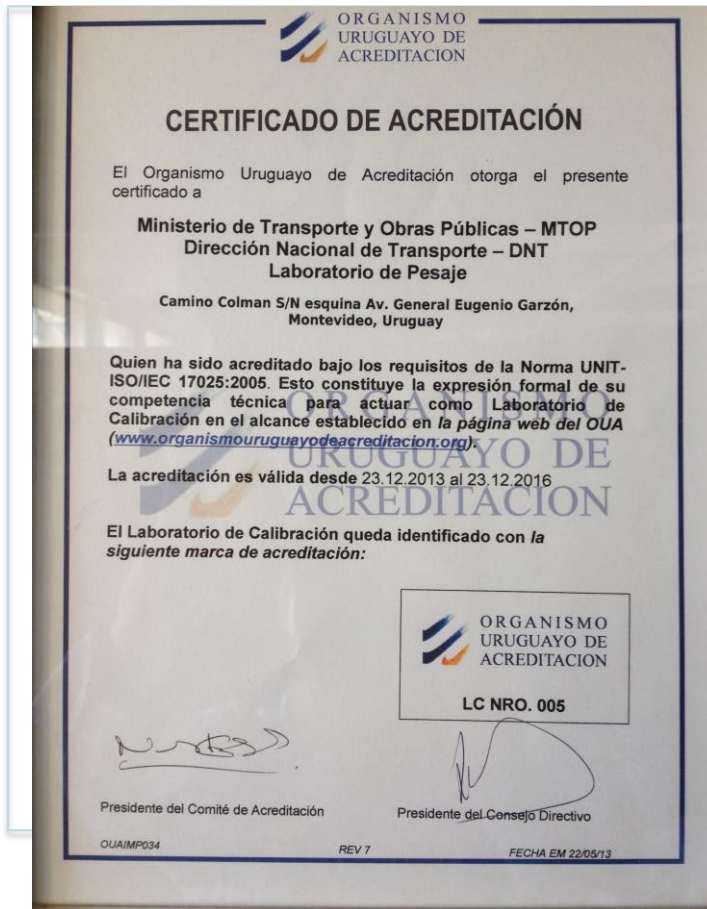 ORGANISMO
URUGUAYO DE
ACREDITACION
CERTIFICADO DE ACREDITACIÓN
El Organismo Uruguayo de Acreditación otorga el presente
certificado a
Ministerio de Transporte y Obras Públicas – MTOP
Dirección Nacional de Transporte – DNT
Laboratorio de Pesaje
Camino Colman S/N esquina Av. General Eugenio Garzón,
Montevideo, Uruguay
Quien ha sido acreditado bajo los requisitos de la Norma UNIT-
ISO/IEC 17025:2005. Esto constituye la expresión formal de su
competencia técnica para actuar como Laboratorio de
Calibración en el alcance establecido en la página web del OUA
(www.organismouruguayodeacreditacion.org).
La acreditación es válida desde 23.12.2013 al 23.12.2016
ORGANISMO
URUGUAYO DE
ACREDITACION
El Laboratorio de Calibración queda identificado con la
siguiente marca de acreditación:
ORGANISMO
URUGUAYO DE
ACREDITACION
LC NRO. 005
Presidente del Comité de Acreditación
Presidente del Consejo Directivo
OUAIMP034
REV 7
FECHA EM 22/05/13